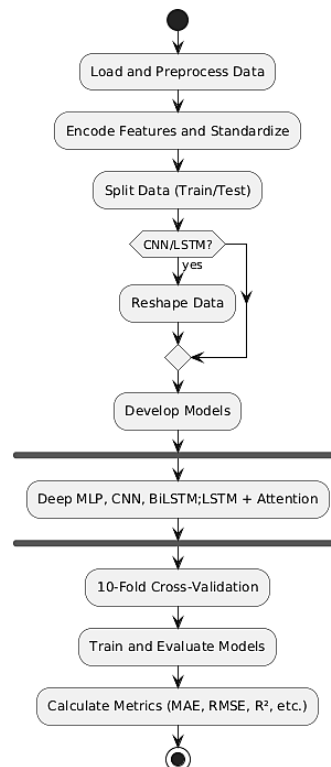 Load and Preprocess Data
Encode Features and Standardize
Split Data (Train/Test)
CNN/LSTM?
yes
Reshape Data
Develop Models
Deep MLP, CNN, BiLSTM;LSTM + Attention
10-Fold Cross-Validation
Train and Evaluate Models
Calculate Metrics (MAE, RMSE, R², etc.)